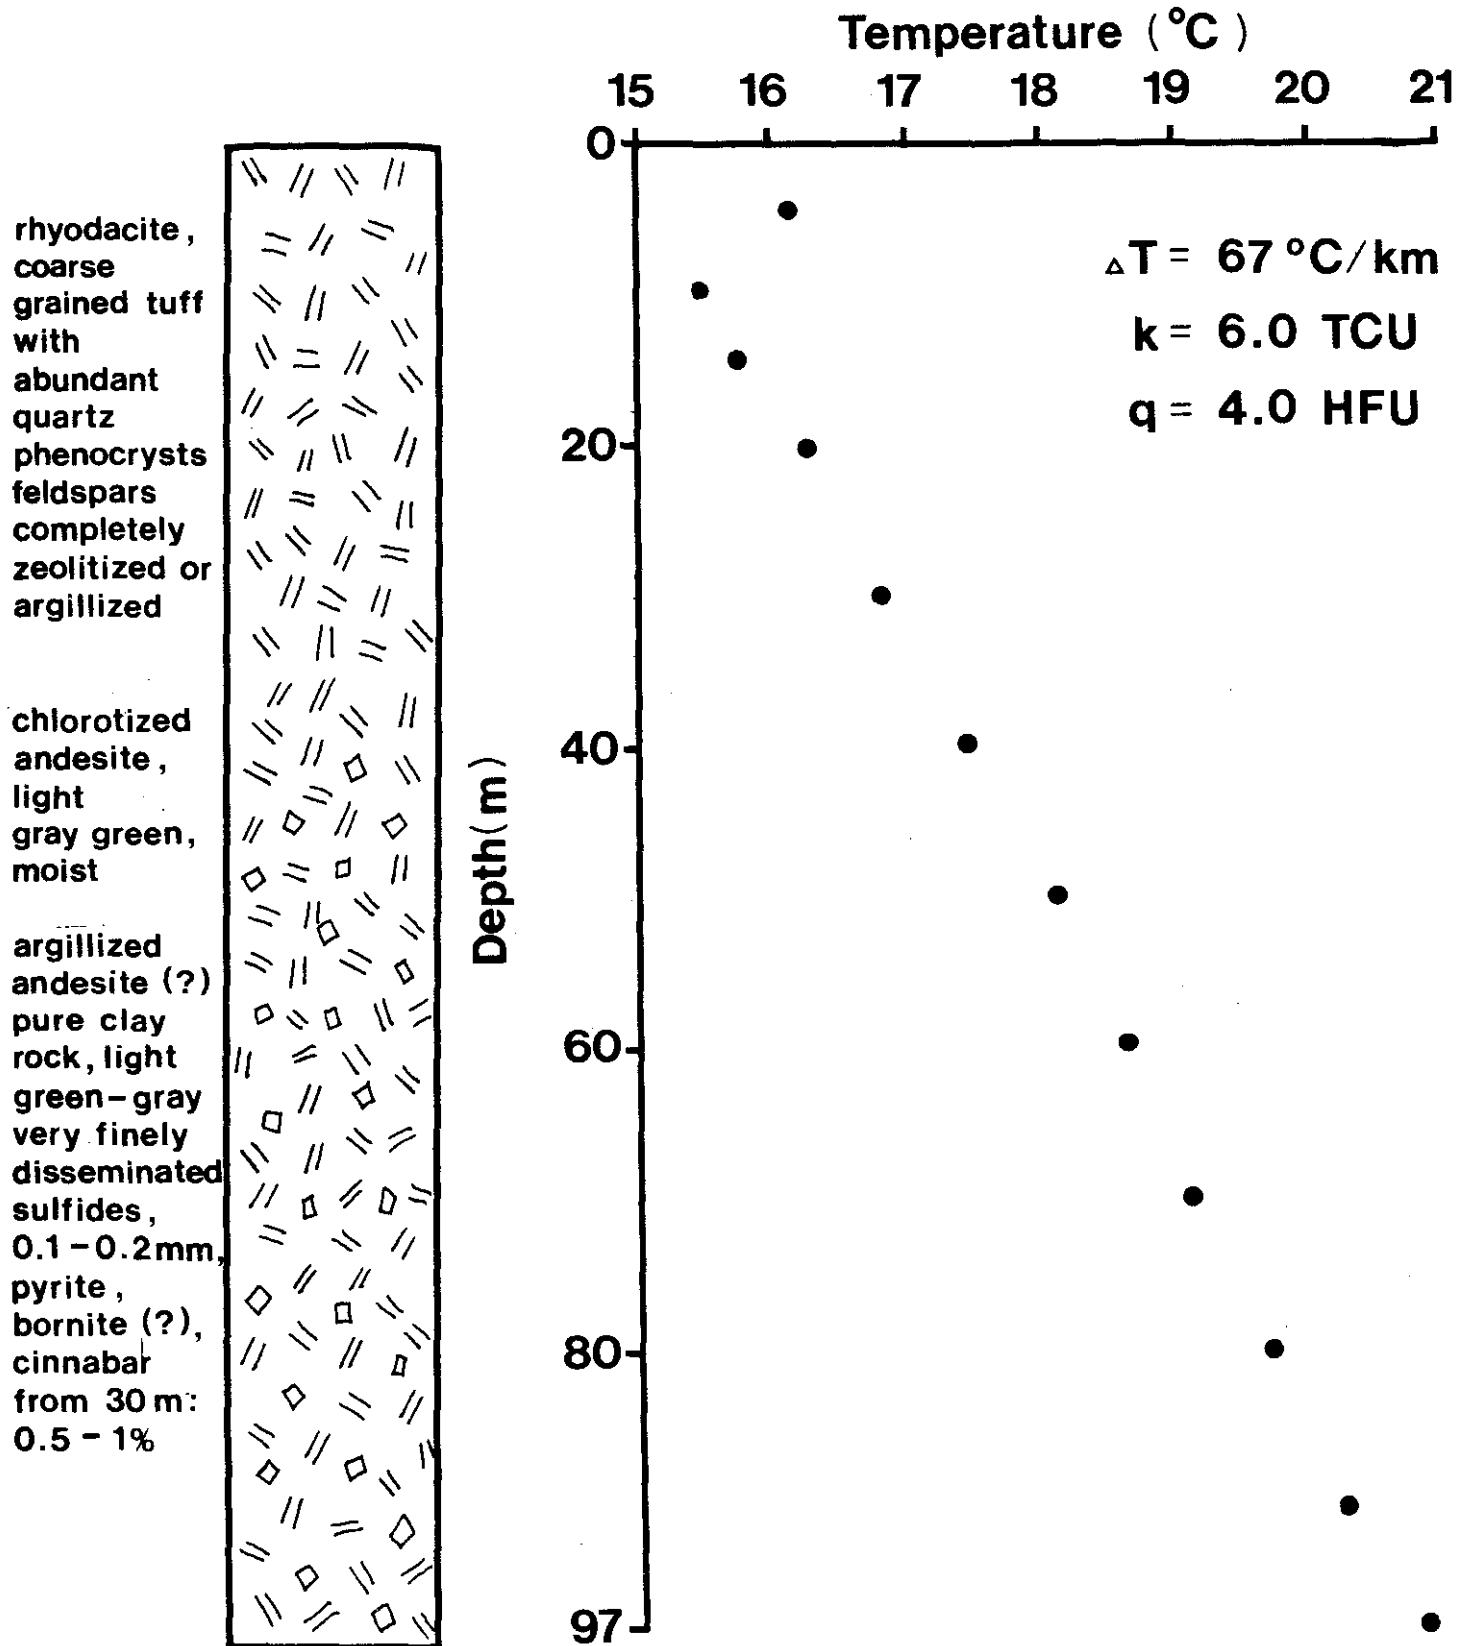 Temperature (°C )
15 16 17 18 19 20 21
0
20
40
60
80
97
Depth(m)
△T = 67 °C/km
k = 6.0 TCU
q = 4.0 HFU
rhyodacite,
coarse
grained tuff
with
abundant
quartz
phenocrysts
feldspars
completely
zeolitized or
argillized
chlorotized
andesite,
light
gray green,
moist
argillized
andesite (?)
pure clay
rock, light
green-gray
very finely
disseminated
sulfides,
0.1-0.2mm,
pyrite,
bornite (?),
cinnabar
from 30 m:
0.5 - 1%